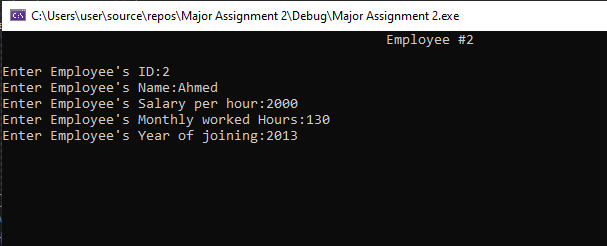 C:\Users\user\source\repos\Major Assignment 2\Debug\Major Assignment 2.exe
Employee #2
Enter Employee's ID:2
Enter Employee's Name:Ahmed
Enter Employee's Salary per hour:2000
Enter Employee's Monthly worked Hours:130
Enter Employee's Year of joining:2013